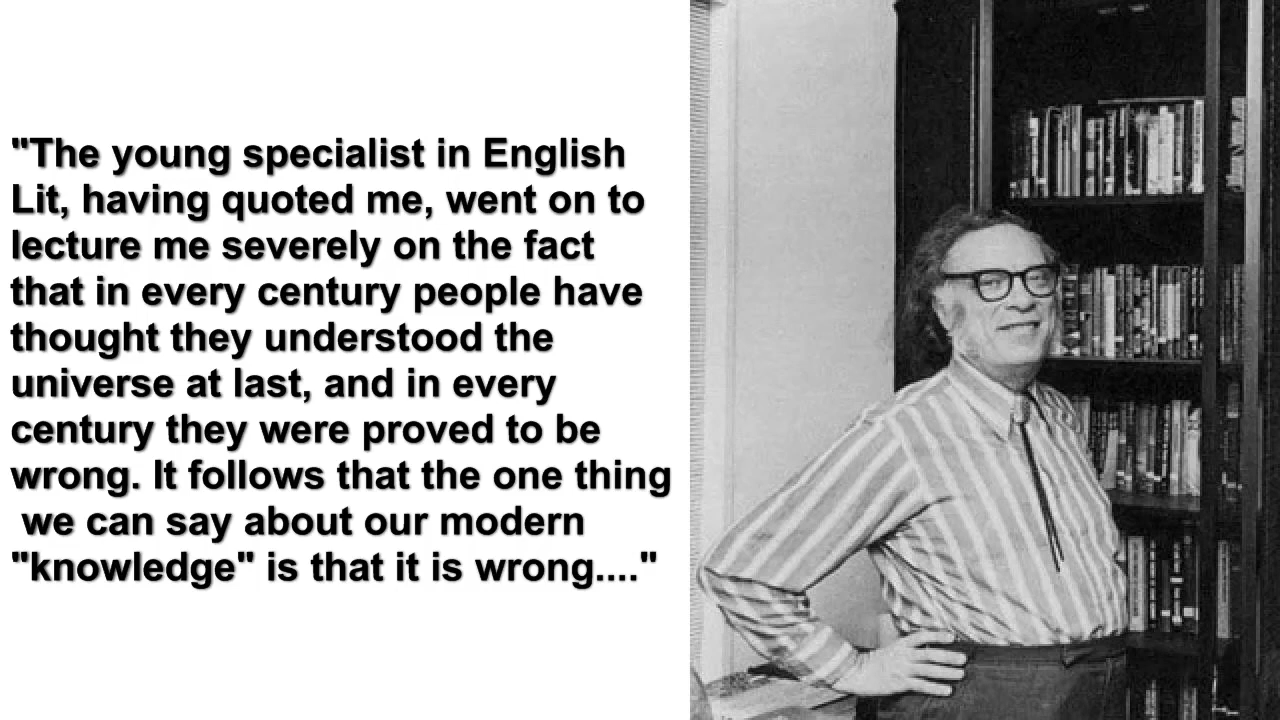 "The young specialist in English
Lit, having quoted me, went on to
lecture me severely on the fact
that in every century people have
thought they understood the
universe at last, and in every
century they were proved to be
wrong. It follows that the one thing
we can say about our modern
"knowledge" is that it is wrong...."